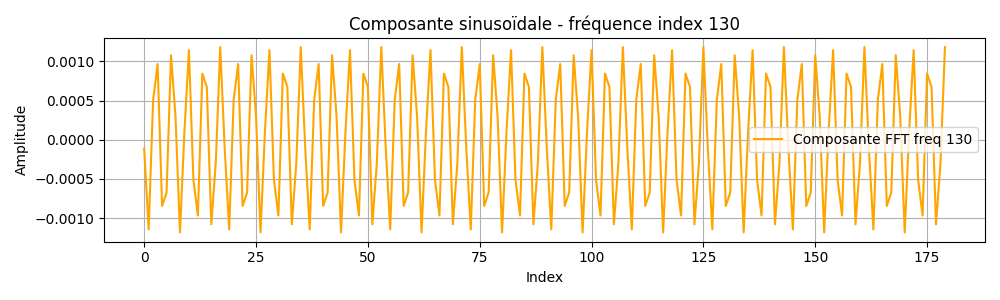 Composante sinusoïdale - fréquence index 130
0.0010
0.0005
0.0000
−0.0005
−0.0010
Amplitude
Composante FFT freq 130
0 25 50 75 100 125 150 175
Index